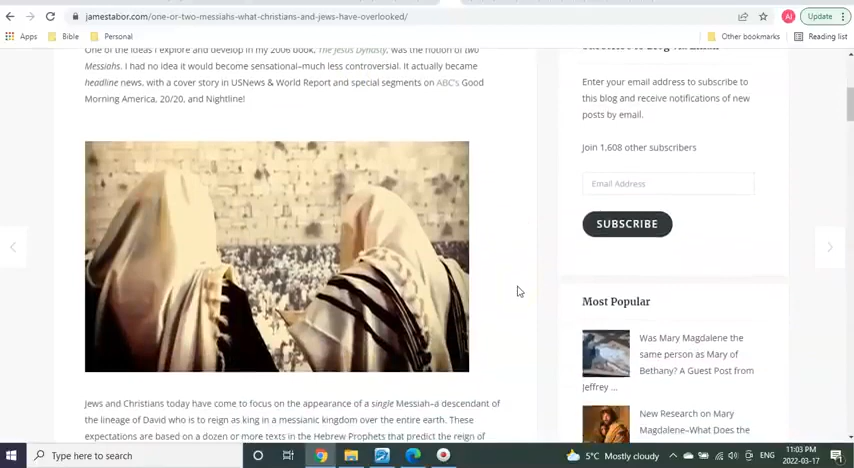 jamestabor.com/one-or-two-messiahs-what-christians-and-jews-have-overlooked/
AI
Update
Apps
Bible
Personal
Other bookmarks
Reading list
One of the ideas I explore and develop in my 2006 book, The Jesus Dynasty, was the notion of two
Messiahs. I had no idea it would become sensational–much less controversial. It actually became
headline news, with a cover story in USNews & World Report and special segments on ABC's Good
Morning America, 20/20, and Nightline!
Jews and Christians today have come to focus on the appearance of a single Messiah–a descendant of
the lineage of David who is to reign as king in a messianic kingdom over the entire earth. These
expectations are based on a dozen or more texts in the Hebrew Prophets that predict the reign of
Subscribe to Blog via Email
Enter your email address to subscribe to
this blog and receive notifications of new
posts by email.
Join 1,608 other subscribers
Email Address
SUBSCRIBE
Most Popular
Was Mary Magdalene the
same person as Mary of
Bethany? A Guest Post from
Jeffrey ...
New Research on Mary
Magdalene–What Does the
Type here to search
5°C Mostly cloudy
ENG
11:03 PM
2022-03-17